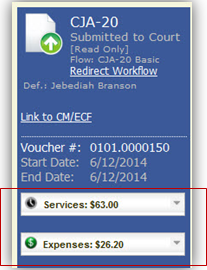 CJA-20
Submitted to Court
[Read Only]
Flow: CJA-20 Basic
Redirect Workflow
Def.: Jebediah Branson
Link to CM/ECF
Voucher #: 0101.0000150
Start Date: 6/12/2014
End Date: 6/12/2014
Services: $63.00
Expenses: $26.20